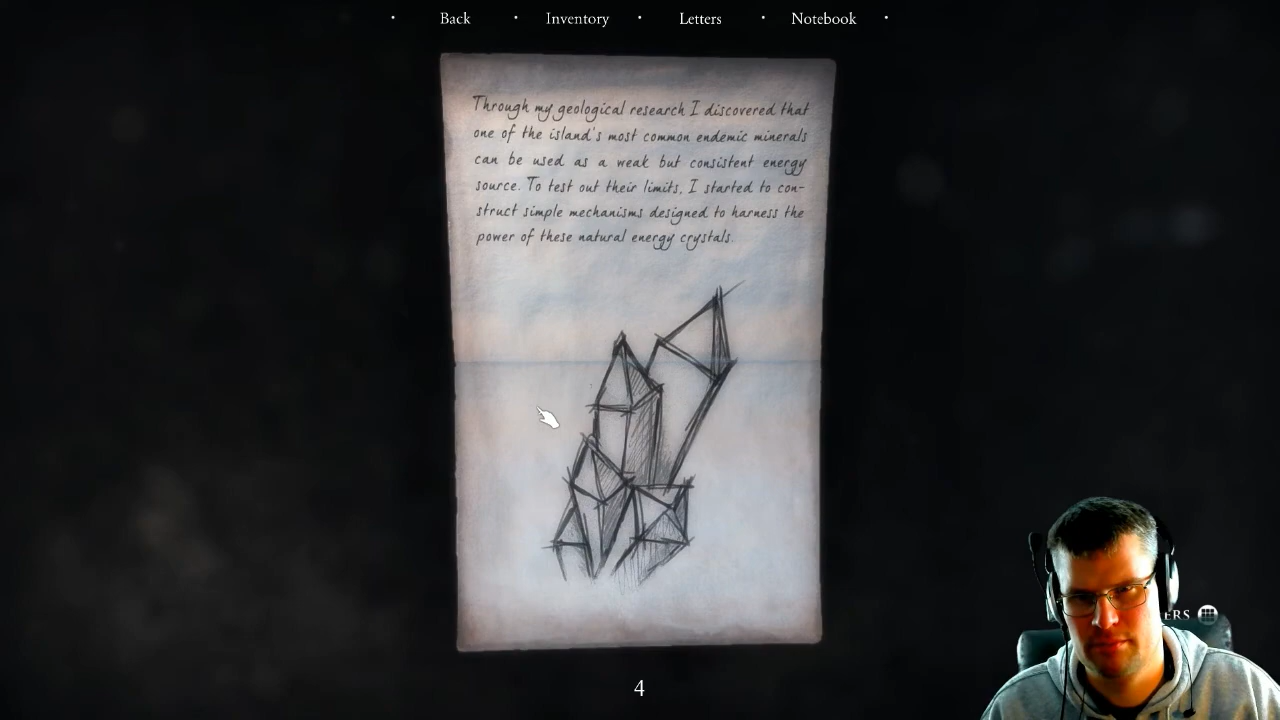 Back
Inventory
Letters
Notebook
Through my geological research I discovered that
one of the island's most common endemic minerals
can be used as a weak but consistent energy
source. To test out their limits, I started to con-
struct simple mechanisms designed to harness the
power of these natural energy crystals.
ERS
4